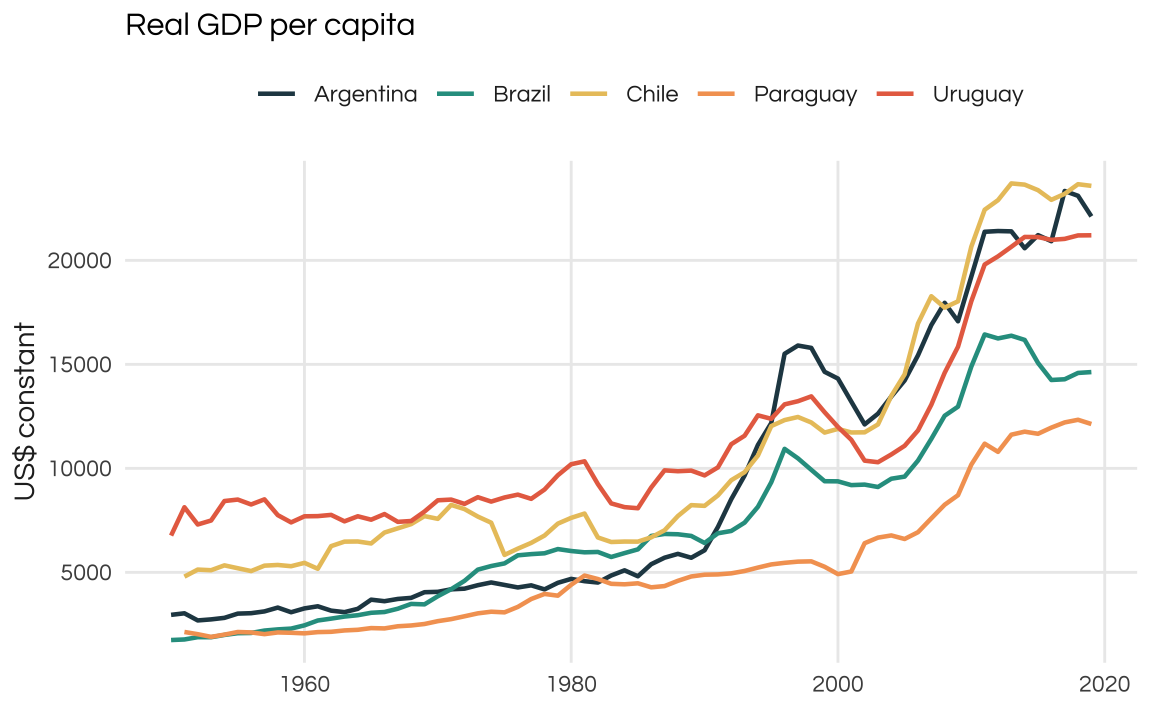 Real GDP per capita
Argentina Brazil Chile Paraguay Uruguay
US$ constant
20000
15000
10000
5000
1960 1980 2000 2020